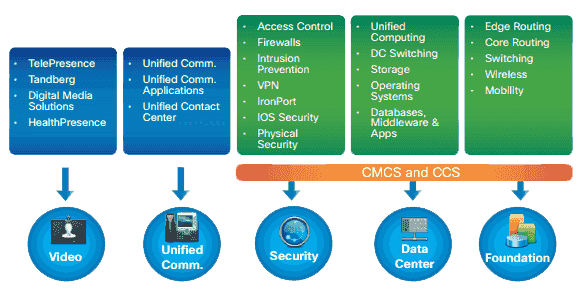 TelePresence
Tandberg
Digital Media
Solutions
HealthPresence
Unified Comm.
Unified Comm.
Applications
Unified Contact
Center
Access Control
Firewalls
Intrusion
Prevention
VPN
IronPort
IOS Security
Physical
Security
Unified
Computing
DC Switching
Storage
Operating
Systems
Databases,
Middleware &
Apps
Edge Routing
Core Routing
Switching
Wireless
Mobility
CMCS and CCS
Video
Unified
Comm.
Security
Data
Center
Foundation